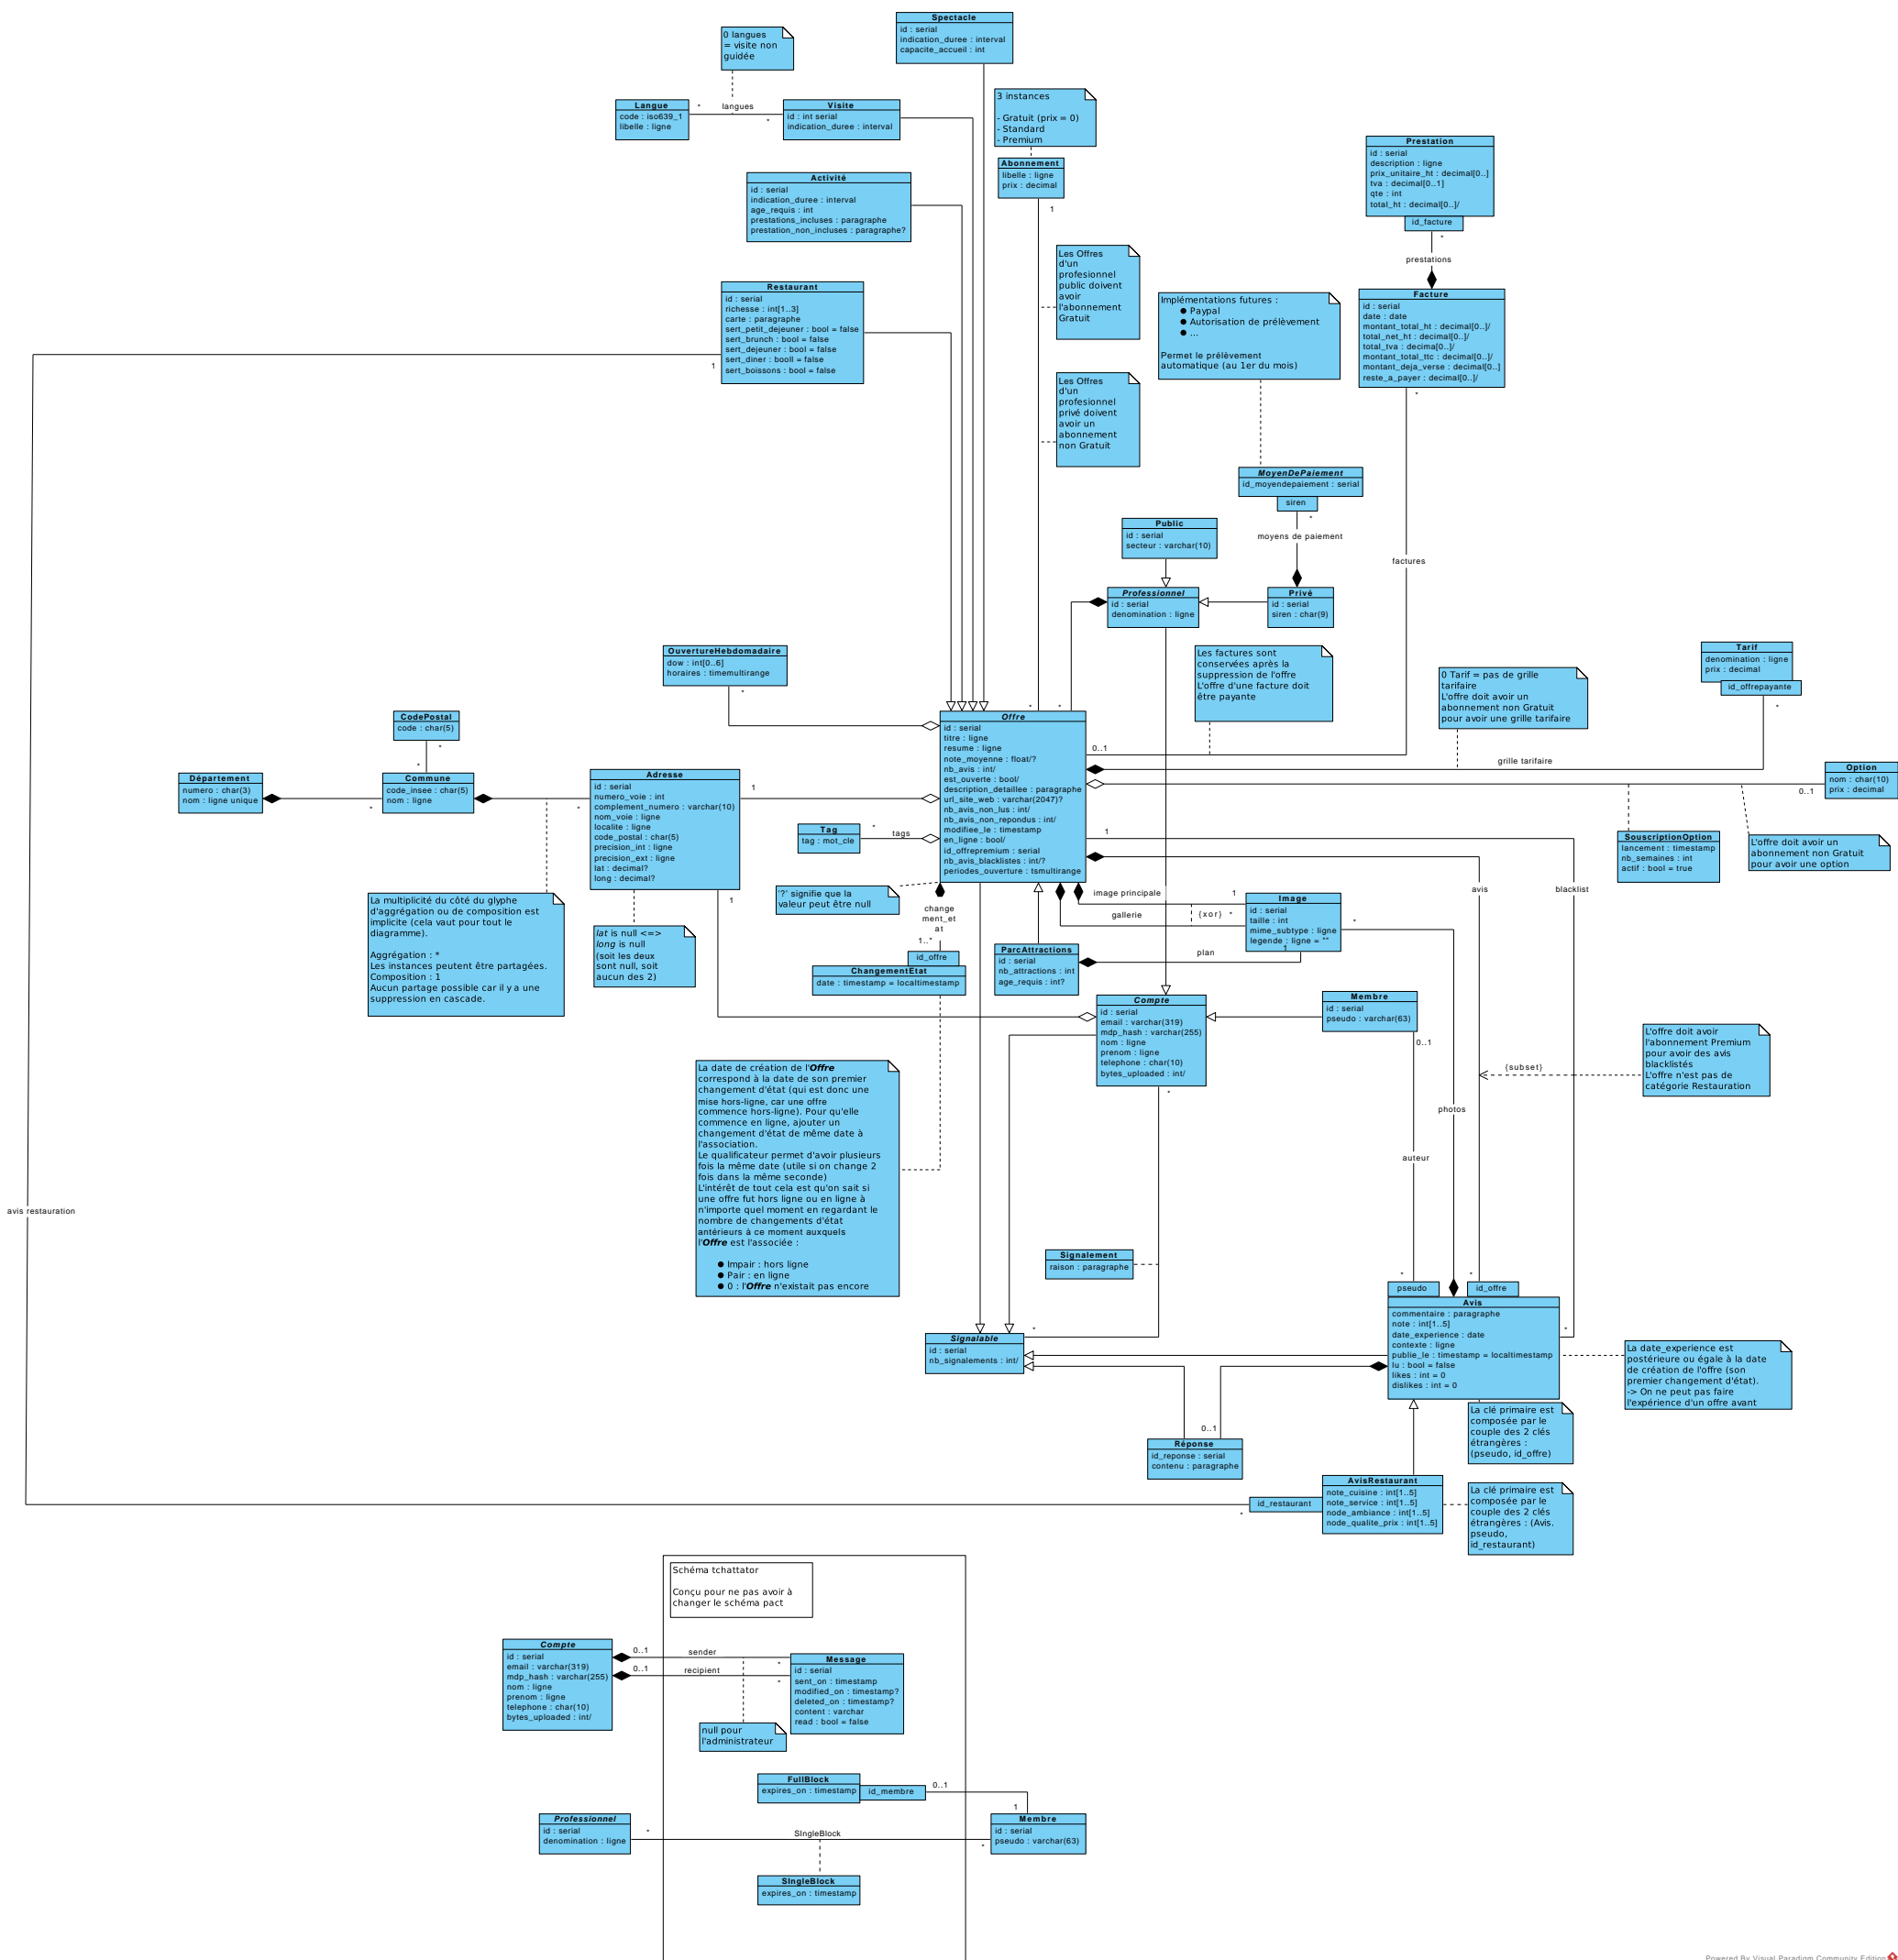 Spectacle
id : serial
indication_duree : interval
capacite_accueil : int
0 langues
= visite non
guidée
Langue
code : iso639_1
libelle : ligne
*
langues
*
Visite
id : int serial
indication_duree : interval
3 instances
- Gratuit (prix = 0)
- Standard
- Premium
Abonnement
libelle : ligne
prix : decimal
1
Prestation
id : serial
description : ligne
prix_unitaire_ht : decimal[0..]
tva : decimal[0..1]
qte : int
total_ht : decimal[0..]/
id_facture
*
prestations
Activité
id : serial
indication_duree : interval
age_requis : int
prestations_incluses : paragraphe
prestation_non_incluses : paragraphe?
Les Offres
d'un
profesionnel
public doivent
avoir
l'abonnement
Gratuit
Restaurant
id : serial
richesse : int[1..3]
carte : paragraphe
sert_petit_dejeuner : bool = false
sert_brunch : bool = false
sert_dejeuner : bool = false
sert_diner : booll = false
sert_boissons : bool = false
1
Implémentations futures :
● Paypal
● Autorisation de prélèvement
● ...
Permet le prélèvement
automatique (au 1er du mois)
Facture
id : serial
date : date
montant_total_ht : decimal[0..]/
total_net_ht : decimal[0..]/
total_tva : decima[0..]/
montant_total_ttc : decimal[0..]/
montant_deja_verse : decimal[0..]
reste_a_payer : decimal[0..]/
*
Les Offres
d'un
profesionnel
privé doivent
avoir un
abonnement
non Gratuit
MoyenDePaiement
id_moyendepaiement : serial
siren
*
moyens de paiement
Public
id : serial
secteur : varchar(10)
factures
Professionnel
id : serial
denomination : ligne
Privé
id : serial
siren : char(9)
OuvertureHebdomadaire
dow : int[0..6]
horaires : timemultirange
*
Les factures sont
conservées après la
suppression de l'offre
L'offre d'une facture doit
être payante
0 Tarif = pas de grille
tarifaire
L'offre doit avoir un
abonnement non Gratuit
pour avoir une grille tarifaire
Tarif
denomination : ligne
prix : decimal
id_offrepayante
*
CodePostal
code : char(5)
*
*
Département
numero : char(3)
nom : ligne unique
*
Commune
code_insee : char(5)
nom : ligne
*
Adresse
id : serial
numero_voie : int
complement_numero : varchar(10)
nom_voie : ligne
localite : ligne
code_postal : char(5)
precision_int : ligne
precision_ext : ligne
lat : decimal?
long : decimal?
1
1
*
*
Offre
id : serial
titre : ligne
resume : ligne
note_moyenne : float/?
nb_avis : int/
est_ouverte : bool/
description_detaillee : paragraphe
url_site_web : varchar(2047)?
nb_avis_non_lus : int/
nb_avis_non_repondus : int/
modifiee_le : timestamp
en_ligne : bool/
id_offrepremium : serial
nb_avis_blacklistes : int/?
periodes_ouverture : tsmultirange
0..1
grille tarifaire
Option
nom : char(10)
prix : decimal
0..1
1
Tag
tag : mot_cle
*
tags
SouscriptionOption
lancement : timestamp
nb_semaines : int
actif : bool = true
L'offre doit avoir un
abonnement non Gratuit
pour avoir une option
'?' signifie que la
valeur peut être null
La multiplicité du côté du glyphe
d'aggrégation ou de composition est
implicite (cela vaut pour tout le
diagramme).
Aggrégation : *
Les instances peutent être partagées.
Composition : 1
Aucun partage possible car il y a une
suppression en cascade.
lat is null <=>
long is null
(soit les deux
sont null, soit
aucun des 2)
change
ment_et
at
1..*
id_offre
ChangementEtat
date : timestamp = localtimestamp
image principale
1
gallerie
{xor}
*
Image
id : serial
taille : int
mime_subtype : ligne
legende : ligne = ""
1
*
avis
blacklist
ParcAttractions
id : serial
nb_attractions : int
age_requis : int?
plan
Compte
id : serial
email : varchar(319)
mdp_hash : varchar(255)
nom : ligne
prenom : ligne
telephone : char(10)
bytes_uploaded : int/
*
Membre
id : serial
pseudo : varchar(63)
0..1
L'offre doit avoir
l'abonnement Premium
pour avoir des avis
blacklistés
L'offre n'est pas de
catégorie Restauration
{subset}
La date de création de l'Offre
correspond à la date de son premier
changement d'état (qui est donc une
mise hors-ligne, car une offre
commence hors-ligne). Pour qu'elle
commence en ligne, ajouter un
changement d'état de même date à
l'association.
Le qualificateur permet d'avoir plusieurs
fois la même date (utile si on change 2
fois dans la même seconde)
L'intérêt de tout cela est qu'on sait si
une offre fut hors ligne ou en ligne à
n'importe quel moment en regardant le
nombre de changements d'état
antérieurs à ce moment auxquels
l'Offre est l'associée :
● Impair : hors ligne
● Pair : en ligne
● 0 : l'Offre n'existait pas encore
photos
auteur
avis restauration
Signalement
raison : paragraphe
*
*
pseudo
id_offre
Avis
commentaire : paragraphe
note : int[1..5]
date_experience : date
contexte : ligne
publie_le : timestamp = localtimestamp
lu : bool = false
likes : int = 0
dislikes : int = 0
*
Signalable
id : serial
nb_signalements : int/
*
La date_experience est
postérieure ou égale à la date
de création de l'offre (son
premier changement d'état).
-> On ne peut pas faire
l'expérience d'un offre avant
La clé primaire est
composée par le
couple des 2 clés
étrangères :
(pseudo, id_offre)
0..1
Réponse
id_reponse : serial
contenu : paragraphe
AvisRestaurant
note_cuisine : int[1..5]
note_service : int[1..5]
node_ambiance : int[1..5]
node_qualite_prix : int[1..5]
id_restaurant
*
La clé primaire est
composée par le
couple des 2 clés
étrangères : (Avis.
pseudo,
id_restaurant)
Schéma tchattator
Conçu pour ne pas avoir à
changer le schéma pact
Compte
id : serial
email : varchar(319)
mdp_hash : varchar(255)
nom : ligne
prenom : ligne
telephone : char(10)
bytes_uploaded : int/
0..1
sender
*
0..1
recipient
*
Message
id : serial
sent_on : timestamp
modified_on : timestamp?
deleted_on : timestamp?
content : varchar
read : bool = false
null pour
l'administrateur
FullBlock
expires_on : timestamp
id_membre
0..1
1
Professionnel
id : serial
denomination : ligne
*
SIngleBlock
*
Membre
id : serial
pseudo : varchar(63)
SIngleBlock
expires_on : timestamp
Powered By Visual Paradigm Community Edition